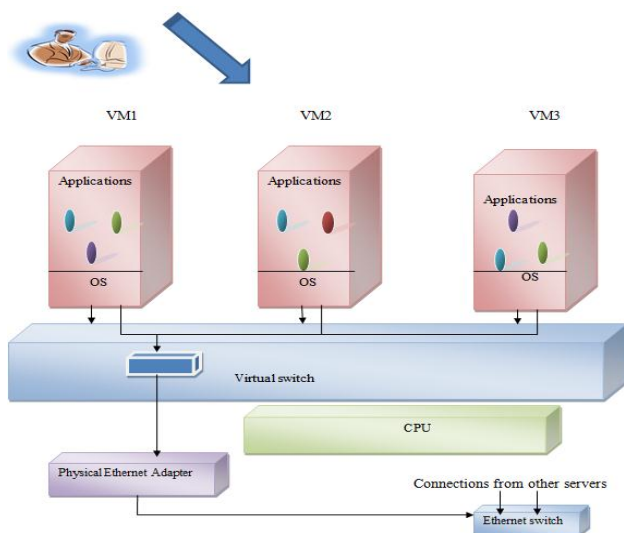 VM1
VM2
VM3
Applications
Applications
Applications
OS
OS
OS
Virtual switch
CPU
Physical Ethernet Adapter
Connections from other servers
Ethernet switch